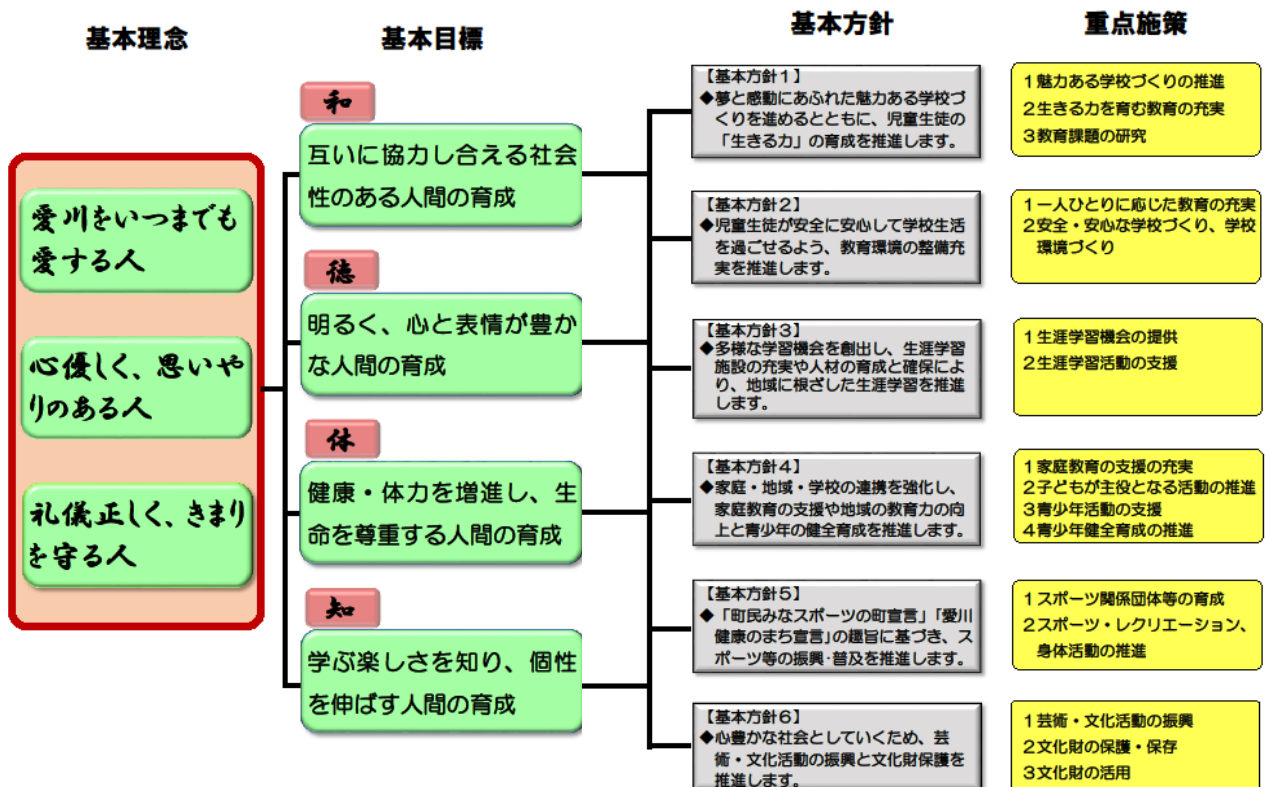 基本理念
基本目標
基本方針
重点施策
愛川をいつまでも
愛する人
心優しく、思いや
りのある人
礼儀正しく、きまり
を守る人
和
互いに協力し合える社会
性のある人間の育成
徳
明るく、心と表情が豊か
な人間の育成
体
健康・体力を増進し、生
命を尊重する人間の育成
知
学ぶ楽しさを知り、個性
を伸ばす人間の育成
【基本方針1】
◆夢と感動にあふれた魅力ある学校づ
くりを進めるとともに、児童生徒の
「生きる力」の育成を推進します。
1魅力ある学校づくりの推進
2生きる力を育む教育の充実
3教育課題の研究
【基本方針2】
◆児童生徒が安全に安心して学校生活
を過ごせるよう、教育環境の整備充
実を推進します。
1一人ひとりに応じた教育の充実
2安全・安心な学校づくり、学校
環境づくり
【基本方針3】
◆多様な学習機会を創出し、生涯学習
施設の充実や人材の育成と確保によ
り、地域に根ざした生涯学習を推進
します。
1生涯学習機会の提供
2生涯学習活動の支援
【基本方針4】
◆家庭・地域・学校の連携を強化し、
家庭教育の支援や地域の教育力の向
上と青少年の健全育成を推進します。
1家庭教育の支援の充実
2子どもが主役となる活動の推進
3青少年活動の支援
4青少年健全育成の推進
【基本方針5】
◆「町民みなスポーツの町宣言」「愛川
健康のまち宣言」の趣旨に基づき、ス
ポーツ等の振興・普及を推進します。
1スポーツ関係団体等の育成
2スポーツ・レクリエーション、
身体活動の推進
【基本方針6】
◆心豊かな社会としていくため、芸
術・文化活動の振興と文化財保護を
推進します。
1芸術・文化活動の振興
2文化財の保護・保存
3文化財の活用